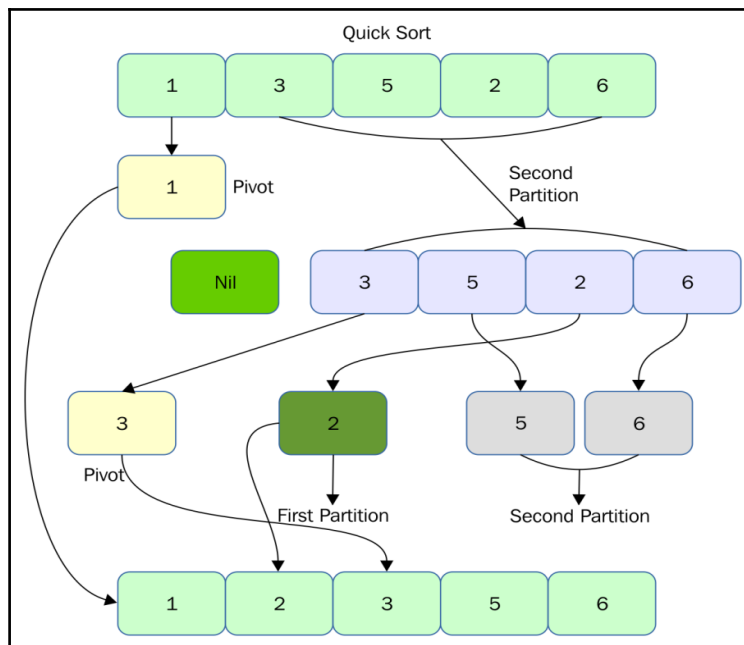 Quick Sort
1 3 5 2 6
1 Pivot
Second
Partition
Nil 3 5 2 6
3 2 5 6
Pivot
First Partition Second Partition
1 2 3 5 6